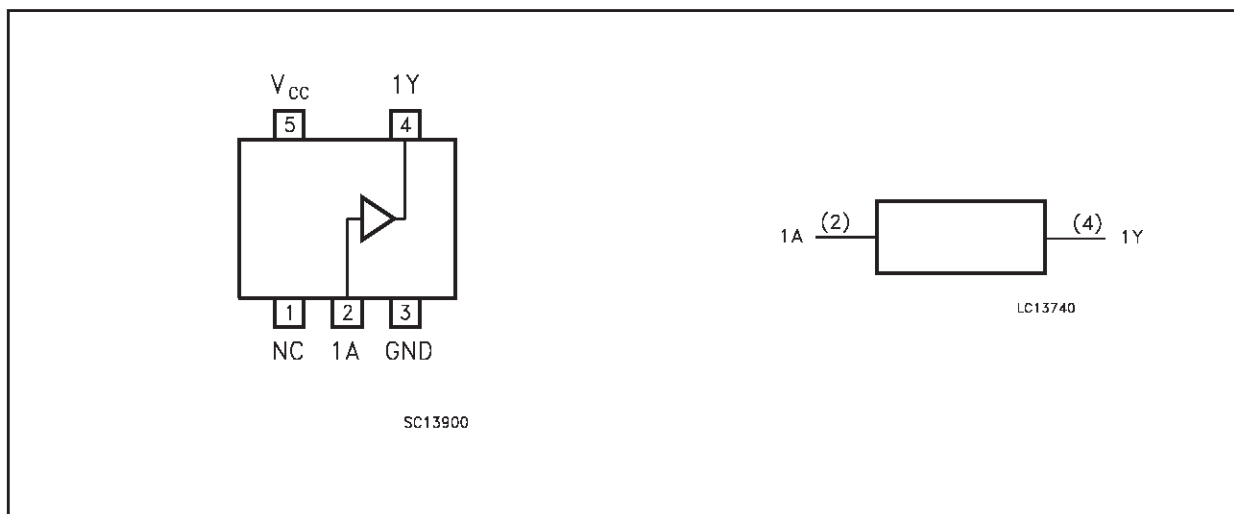 VCC 1Y
5 4
1 2 3
NC 1A GND
SC13900
1A (2) (4) 1Y
LC13740